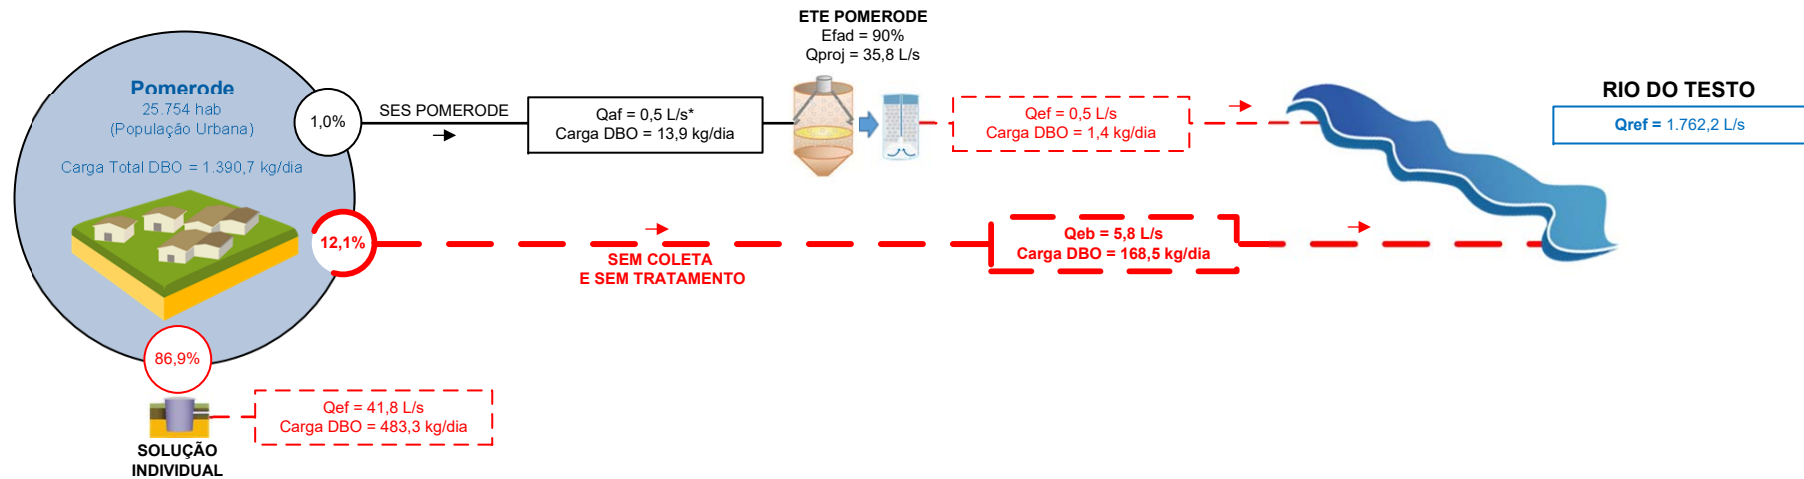 ETE POMERODE
Efad = 90%
Qproj = 35,8 L/s
Pomerode
25.754 hab
(População Urbana)
Carga Total DBO = 1.390,7 kg/dia
1,0%
SES POMERODE
Qaf = 0,5 L/s*
Carga DBO = 13,9 kg/dia
Qef = 0,5 L/s
Carga DBO = 1,4 kg/dia
RIO DO TESTO
Qref = 1.762,2 L/s
12,1%
SEM COLETA
E SEM TRATAMENTO
Qeb = 5,8 L/s
Carga DBO = 168,5 kg/dia
86,9%
Qef = 41,8 L/s
Carga DBO = 483,3 kg/dia
SOLUÇÃO
INDIVIDUAL